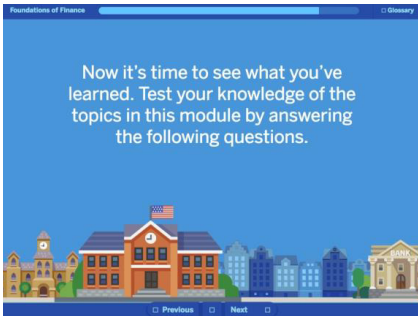 Foundations of Finance
Glossary
Now it's time to see what you've
learned. Test your knowledge of the
topics in this module by answering
the following questions.
BANK
Previous
Next